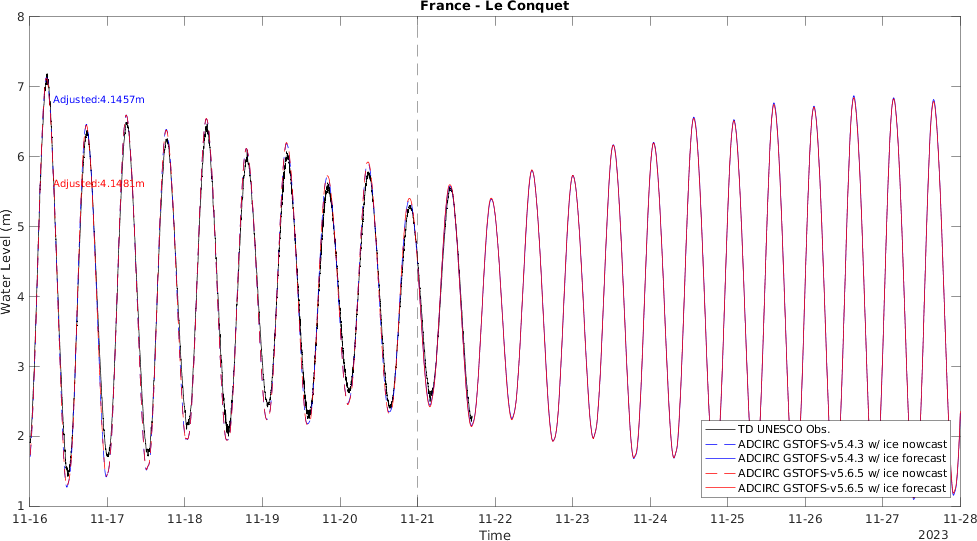 France - Le Conquet
8
7
6
5
4
3
2
1
Water Level (m)
Adjusted:4.1457m
Adjusted:4.1481m
TD UNESCO Obs.
ADCIRC GSTOFS-v5.4.3 w/ ice nowcast
ADCIRC GSTOFS-v5.4.3 w/ ice forecast
ADCIRC GSTOFS-v5.6.5 w/ ice nowcast
ADCIRC GSTOFS-v5.6.5 w/ ice forecast
11-16 11-17 11-18 11-19 11-20 11-21 11-22 11-23 11-24 11-25 11-26 11-27 11-28
Time
2023